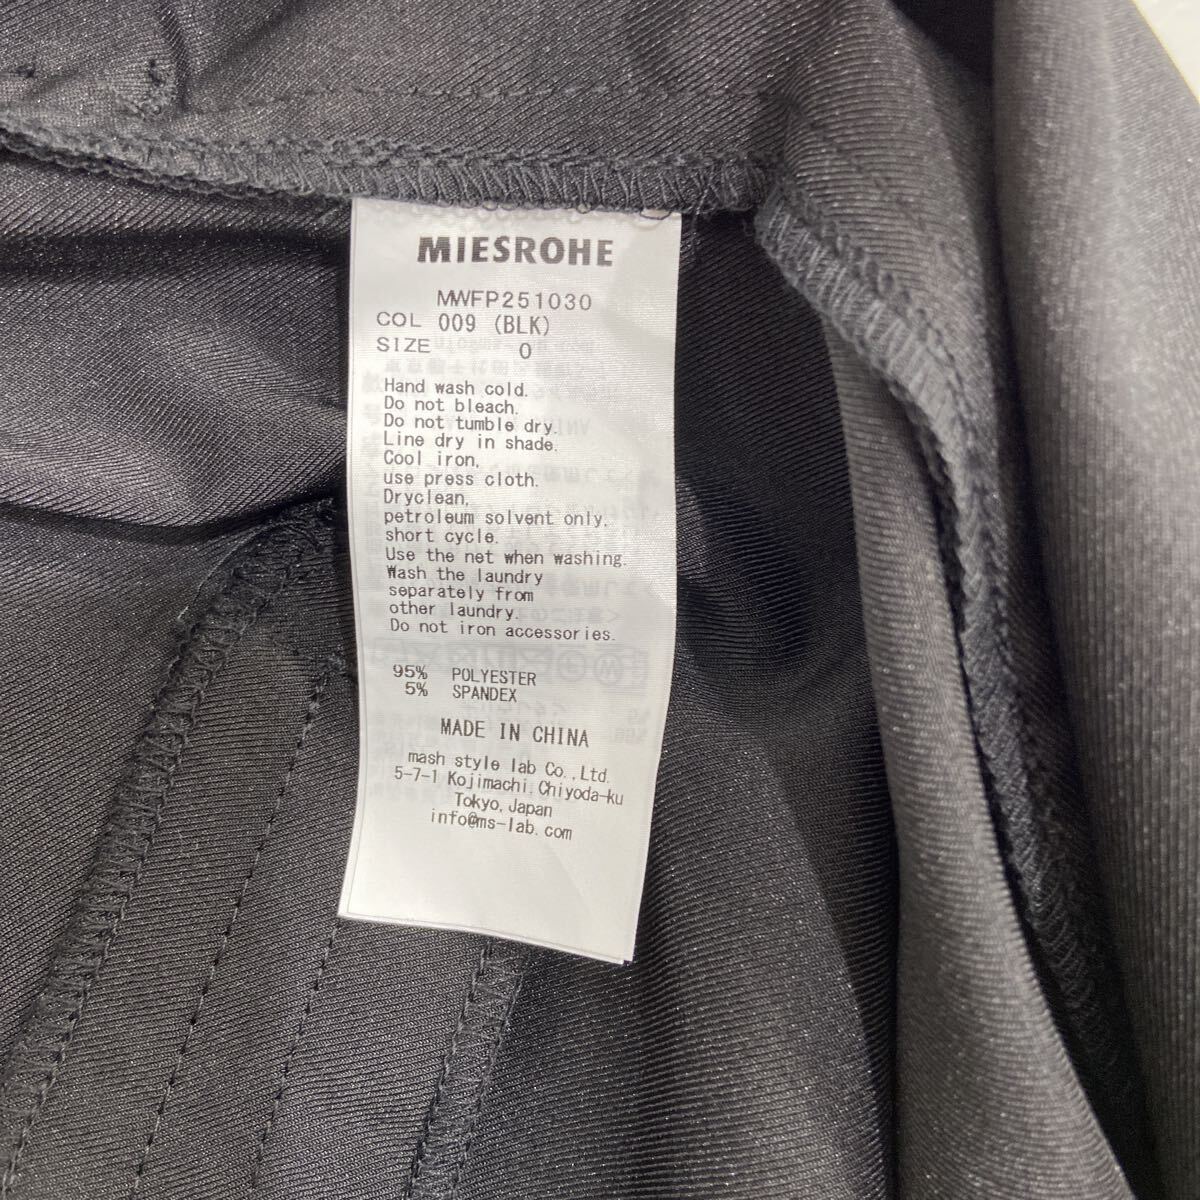 MIESROHE
MWFP251030
COL 009 (BLK)
SIZE 0
Hand wash cold.
Do not bleach.
Do not tumble dry.
Line dry in shade.
Cool iron,
use press cloth.
Dryclean,
petroleum solvent only,
short cycle.
Use the net when washing.
Wash the laundry
separately from
other laundry.
Do not iron accessories.
95% POLYESTER
5% SPANDEX
MADE IN CHINA
mash style lab Co.,Ltd.
5-7-1 Kojimachi, Chiyoda-ku
Tokyo, Japan
info@ms-lab.com